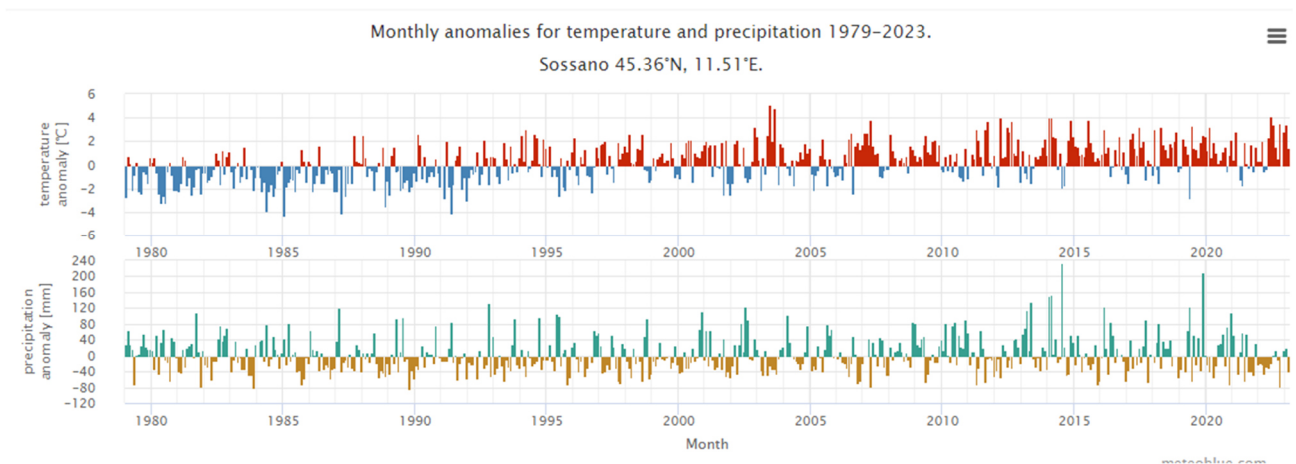 Monthly anomalies for temperature and precipitation 1979-2023.
Sossano 45.36°N, 11.51°E.
temperature
anomaly [℃]
6
4
2
0
−2
−4
−6
1980 1985 1990 1995 2000 2005 2010 2015 2020
precipitation
anomaly [mm]
240
200
160
120
80
40
0
−40
−80
−120
1980 1985 1990 1995 2000 2005 2010 2015 2020
Month
meteoblue.com